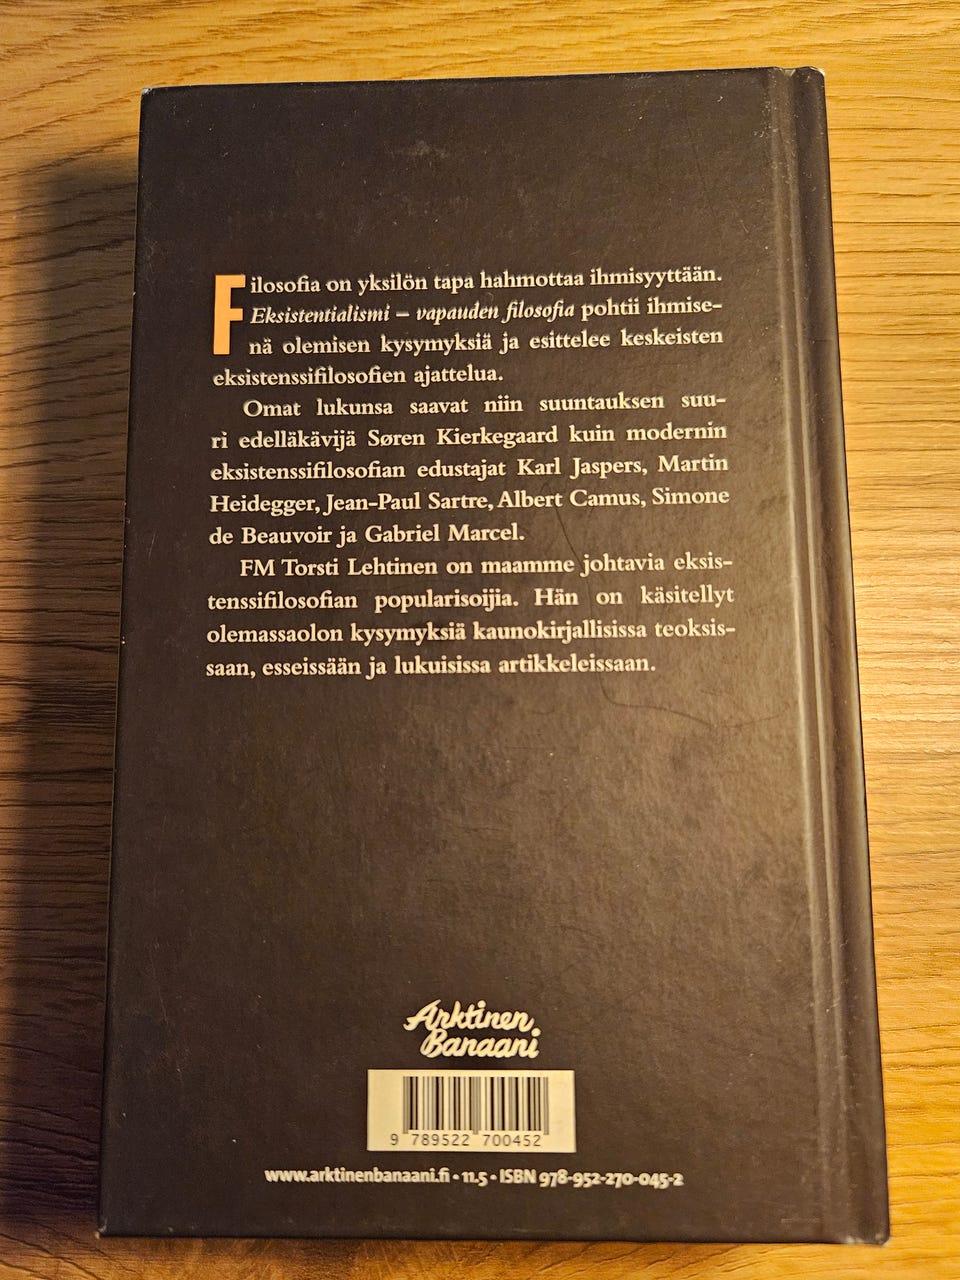 Filosofia on yksilön tapa hahmottaa ihmisyyttään.
Eksistentialismi – vapauden filosofia pohtii ihmise-
nä olemisen kysymyksiä ja esittelee keskeisten
eksistenssifilosofien ajattelua.
Omat lukunsa saavat niin suuntauksen suu-
ri edelläkävijä Søren Kierkegaard kuin modernin
eksistenssifilosofian edustajat Karl Jaspers, Martin
Heidegger, Jean-Paul Sartre, Albert Camus, Simone
de Beauvoir ja Gabriel Marcel.
FM Torsti Lehtinen on maamme johtavia eksis-
tenssifilosofian popularisoijia. Hän on käsitellyt
olemassaolon kysymyksiä kaunokirjallisissa teoksis-
saan, esseissään ja lukuisissa artikkeleissaan.
Arktinen
Banaani
9 789522 700452
www.arktinenbanaani.fi • 11.5 • ISBN 978-952-270-045-2